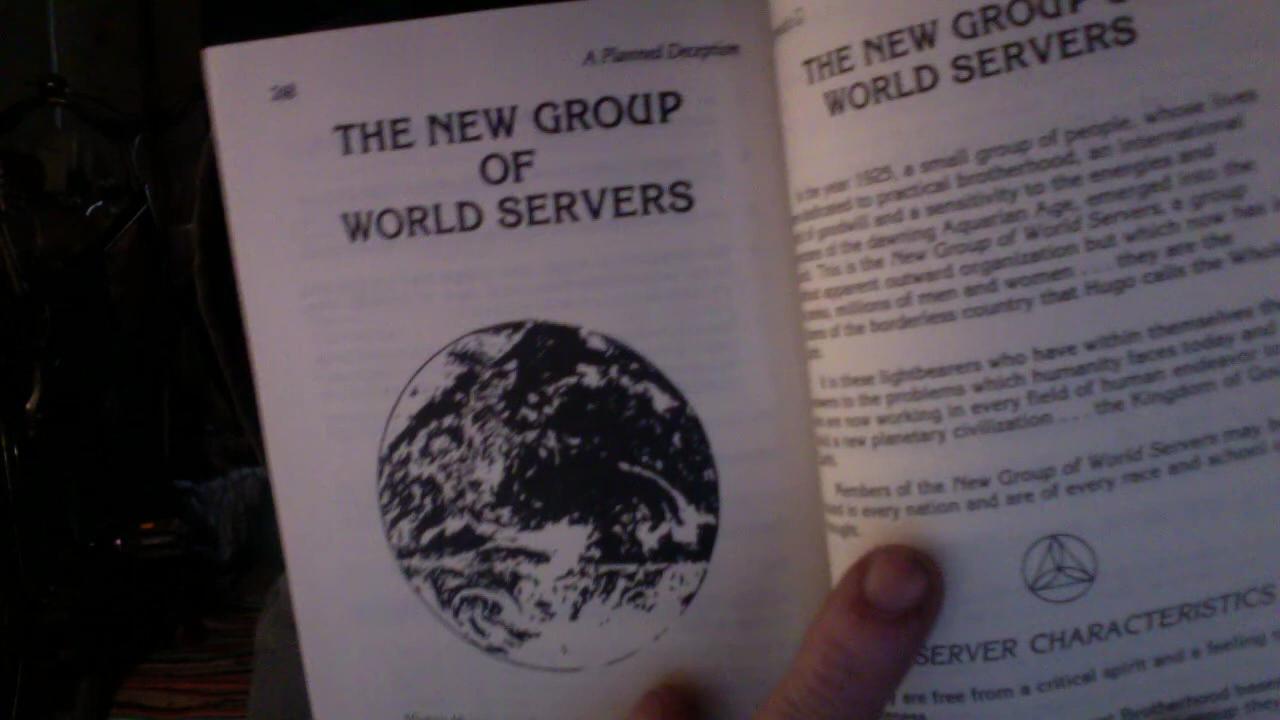 A Planned Deception
THE NEW GROUP
OF
WORLD SERVERS
THE NEW GROUP
WORLD SERVERS
the year 1925, a small group of people, whose lives
to practical brotherhood, an international
of goodwill and a sensitivity to the energies and
of the dawning Aquarian Age, emerged into the
This is the New Group of World Servers, a group
apparent outward organization but which now has
millions of men and women . . . they are the
of the borderless country that Hugo calls the Whole
It is these lightbearers who have within themselves
to the problems which humanity faces today and
are now working in every field of human endeavor to
a new planetary civilization . . . the Kingdom of God
Members of the New Group of World Servers may be
in every nation and are of every race and school
SERVER CHARACTERISTICS
are free from a critical spirit and a feeling
Brotherhood based